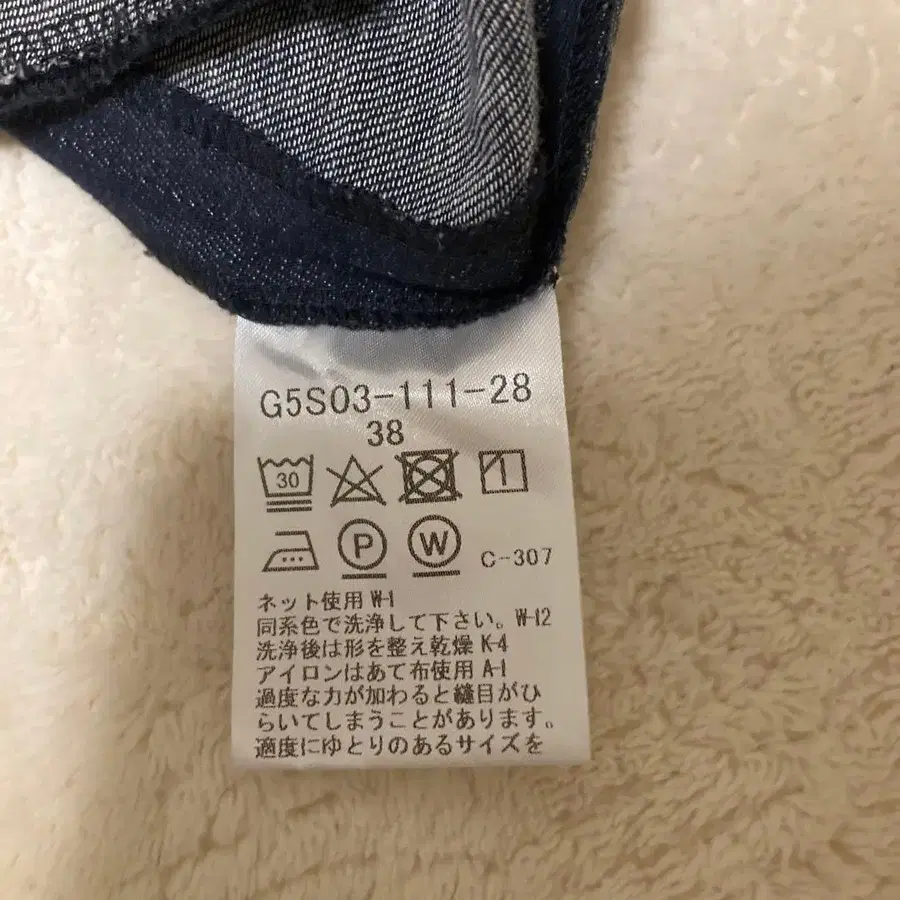 G5S03-111-28
38
30
P W C-307
ネット使用 W-1
同系色で洗浄して下さい。W-12
洗浄後は形を整え乾燥 K-4
アイロンはあて布使用 A-1
過度な力が加わると縫目がひ
らいてしまうことがあります。
適度にゆとりのあるサイズを